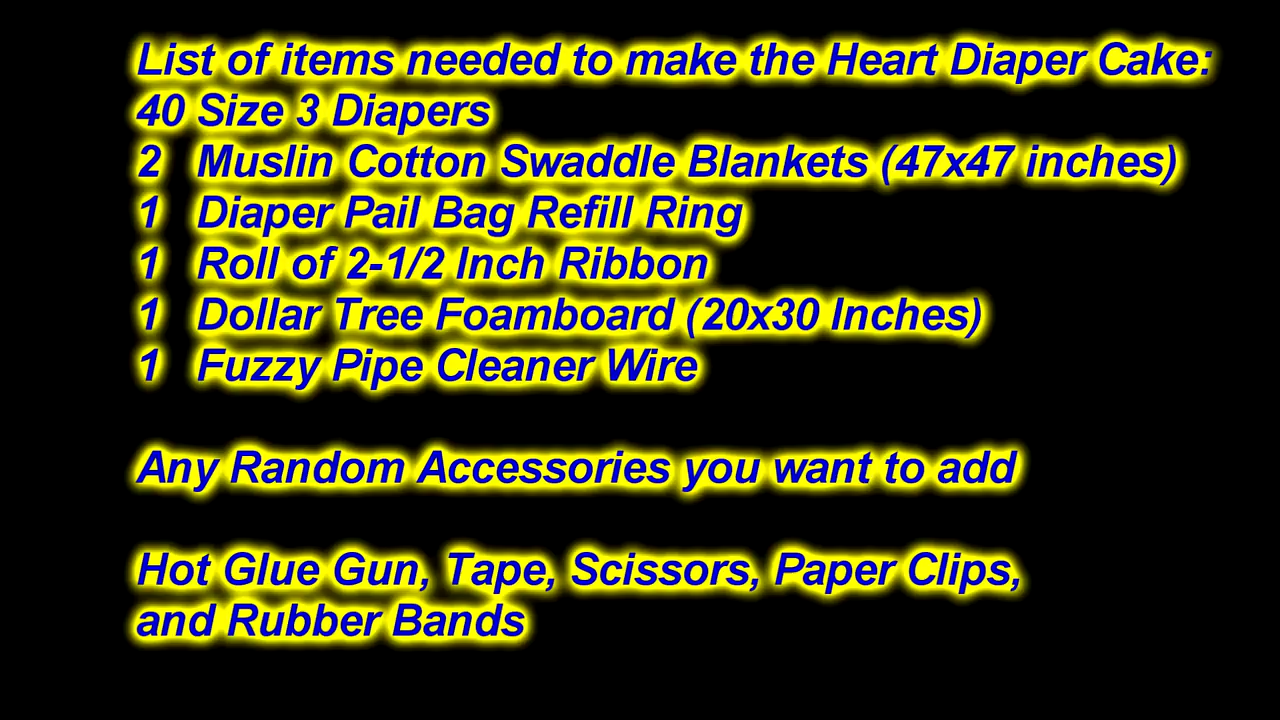 List of items needed to make the Heart Diaper Cake:
40 Size 3 Diapers
2 Muslin Cotton Swaddle Blankets (47x47 inches)
1 Diaper Pail Bag Refill Ring
1 Roll of 2-1/2 Inch Ribbon
1 Dollar Tree Foamboard (20x30 Inches)
1 Fuzzy Pipe Cleaner Wire
Any Random Accessories you want to add
Hot Glue Gun, Tape, Scissors, Paper Clips,
and Rubber Bands